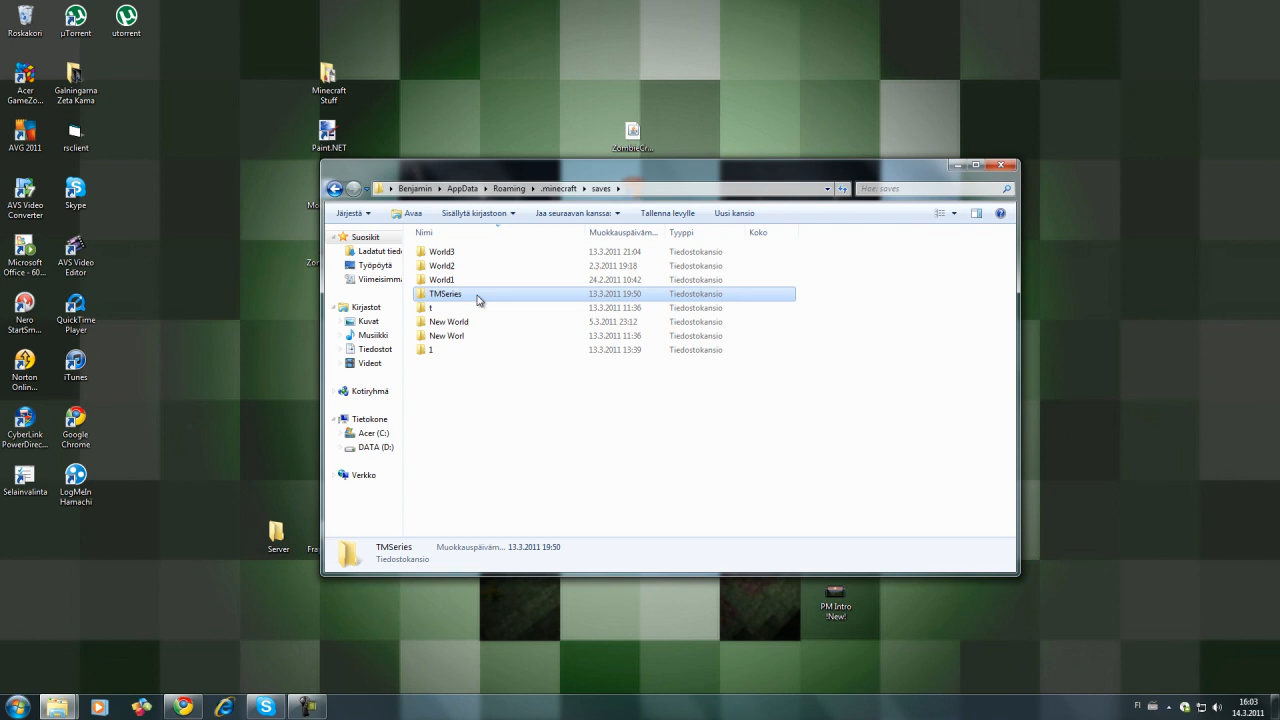 Roskakori
µTorrent
utorrent
Acer
GameZo...
Galningarna
Zeta Kama
Minecraft
Stuff
AVG 2011
rsclient
Paint.NET
ZombieCr...
AVS Video
Converter
Skype
Microsoft
Office - 60...
AVS Video
Editor
Nero
StartSm...
QuickTime
Player
Norton
Online...
iTunes
CyberLink
PowerDirec...
Google
Chrome
Selainvalinta
LogMeIn
Hamachi
Server
PM Intro
!New!
Benjamin
AppData
Roaming
.minecraft
saves
Hae: saves
Järjestä
Avaa
Sisällytä kirjastoon
Jaa seuraavan kanssa:
Tallenna levylle
Uusi kansio
Suosikit
Ladatut tiedo
Työpöytä
Viimeisimmä
Kirjastot
Kuvat
Musiikki
Tiedostot
Videot
Kotiryhmä
Tietokone
Acer (C:)
DATA (D:)
Verkko
Nimi Muokkauspäiväm... Tyyppi Koko
World3 13.3.2011 21:04 Tiedostokansio
World2 2.3.2011 19:18 Tiedostokansio
World1 24.2.2011 10:42 Tiedostokansio
TMSeries 13.3.2011 19:50 Tiedostokansio
t 13.3.2011 11:36 Tiedostokansio
New World 5.3.2011 23:12 Tiedostokansio
New Worl 13.3.2011 11:36 Tiedostokansio
1 13.3.2011 13:39 Tiedostokansio
TMSeries Muokkauspäiväm... 13.3.2011 19:50
Tiedostokansio
FI
16:03
14.3.2011